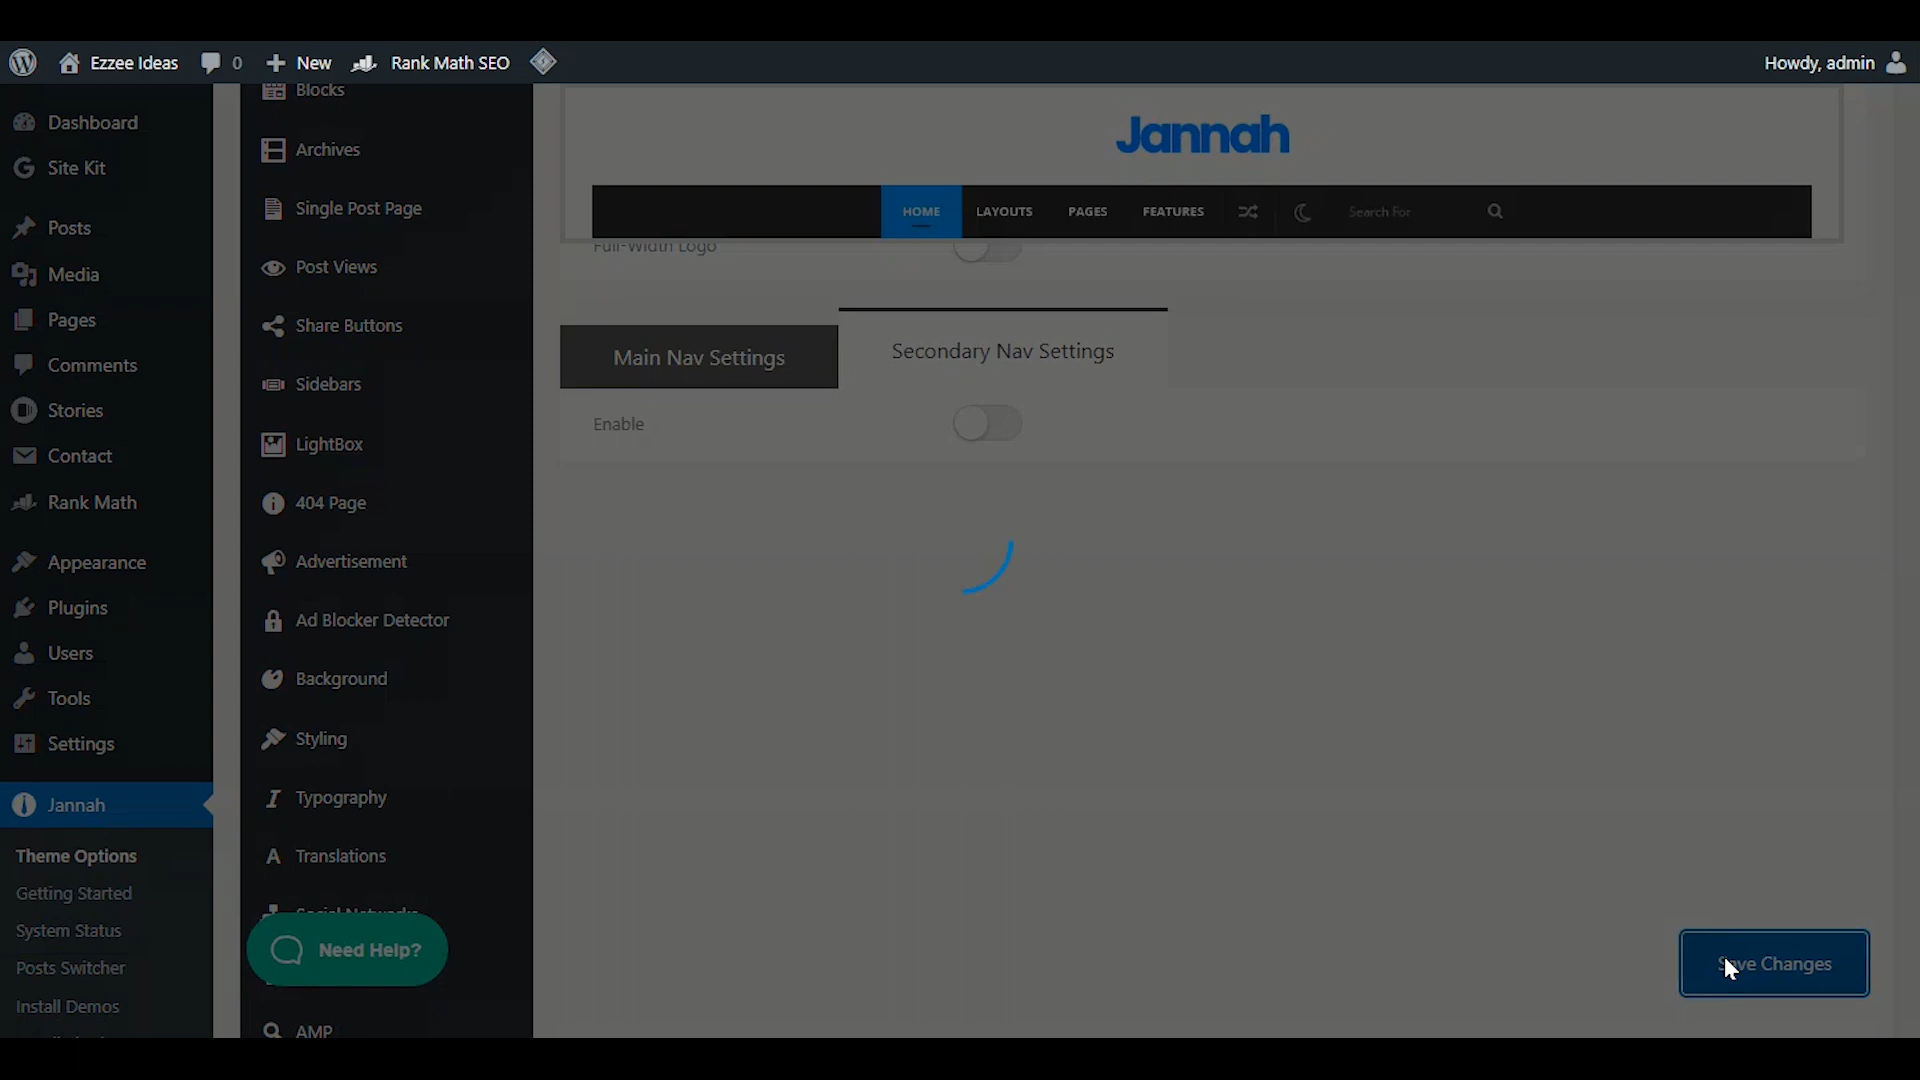 Ezzee Ideas
0
New
Rank Math SEO
Howdy, admin
Dashboard
Site Kit
Posts
Media
Pages
Comments
Stories
Contact
Rank Math
Appearance
Plugins
Users
Tools
Settings
Jannah
Theme Options
Getting Started
System Status
Posts Switcher
Install Demos
Blocks
Archives
Single Post Page
Post Views
Share Buttons
Sidebars
LightBox
404 Page
Advertisement
Ad Blocker Detector
Background
Styling
Typography
Translations
Social Networks
Need Help?
AMP
Jannah
HOME LAYOUTS PAGES FEATURES Search For
Full-Width Logo
Main Nav Settings
Secondary Nav Settings
Enable
Save Changes